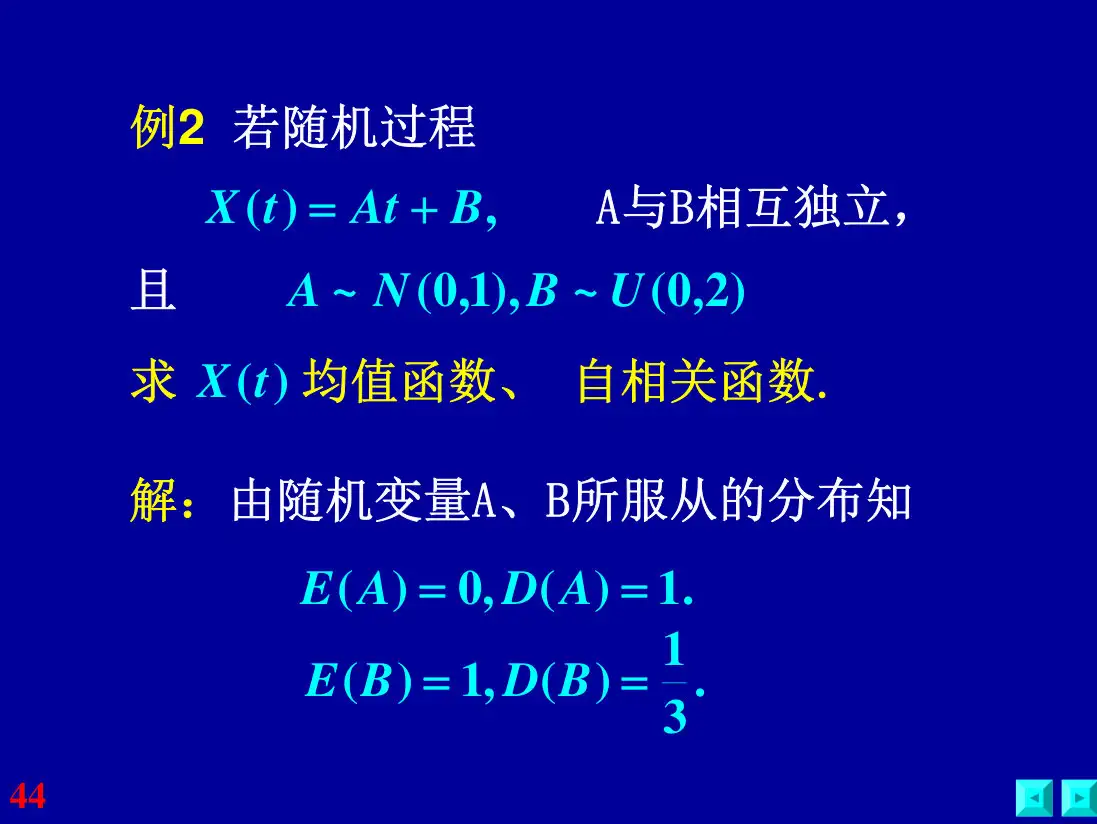 例2 若随机过程
X(t) = At + B, A与B相互独立，
且 A ~ N(0,1), B ~ U(0,2)
求 X(t) 均值函数、 自相关函数.
解：由随机变量A、B所服从的分布知
E(A) = 0, D(A) = 1.
E(B) = 1, D(B) = 1/3.
44